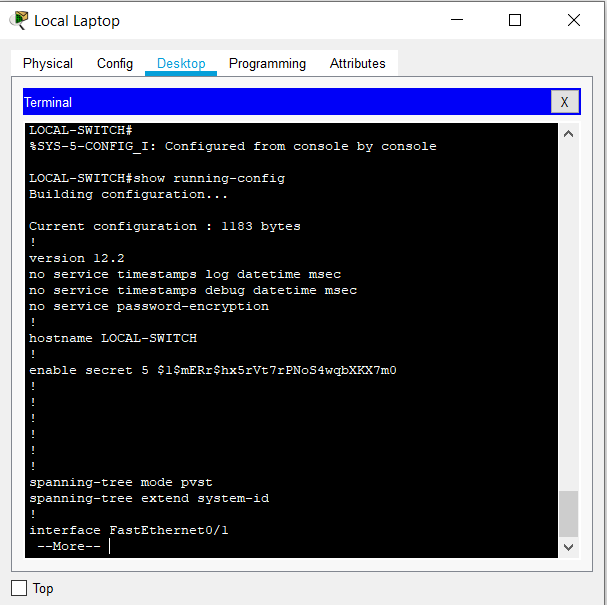 Local Laptop
Physical Config Desktop Programming Attributes
Terminal X
LOCAL-SWITCH#
%SYS-5-CONFIG_I: Configured from console by console
LOCAL-SWITCH#show running-config
Building configuration...
Current configuration : 1183 bytes
!
version 12.2
no service timestamps log datetime msec
no service timestamps debug datetime msec
no service password-encryption
!
hostname LOCAL-SWITCH
!
enable secret 5 $1$mERr$hx5rVt7rPNoS4wqbXKX7m0
!
!
!
!
!
!
spanning-tree mode pvst
spanning-tree extend system-id
!
interface FastEthernet0/1
--More--
Top